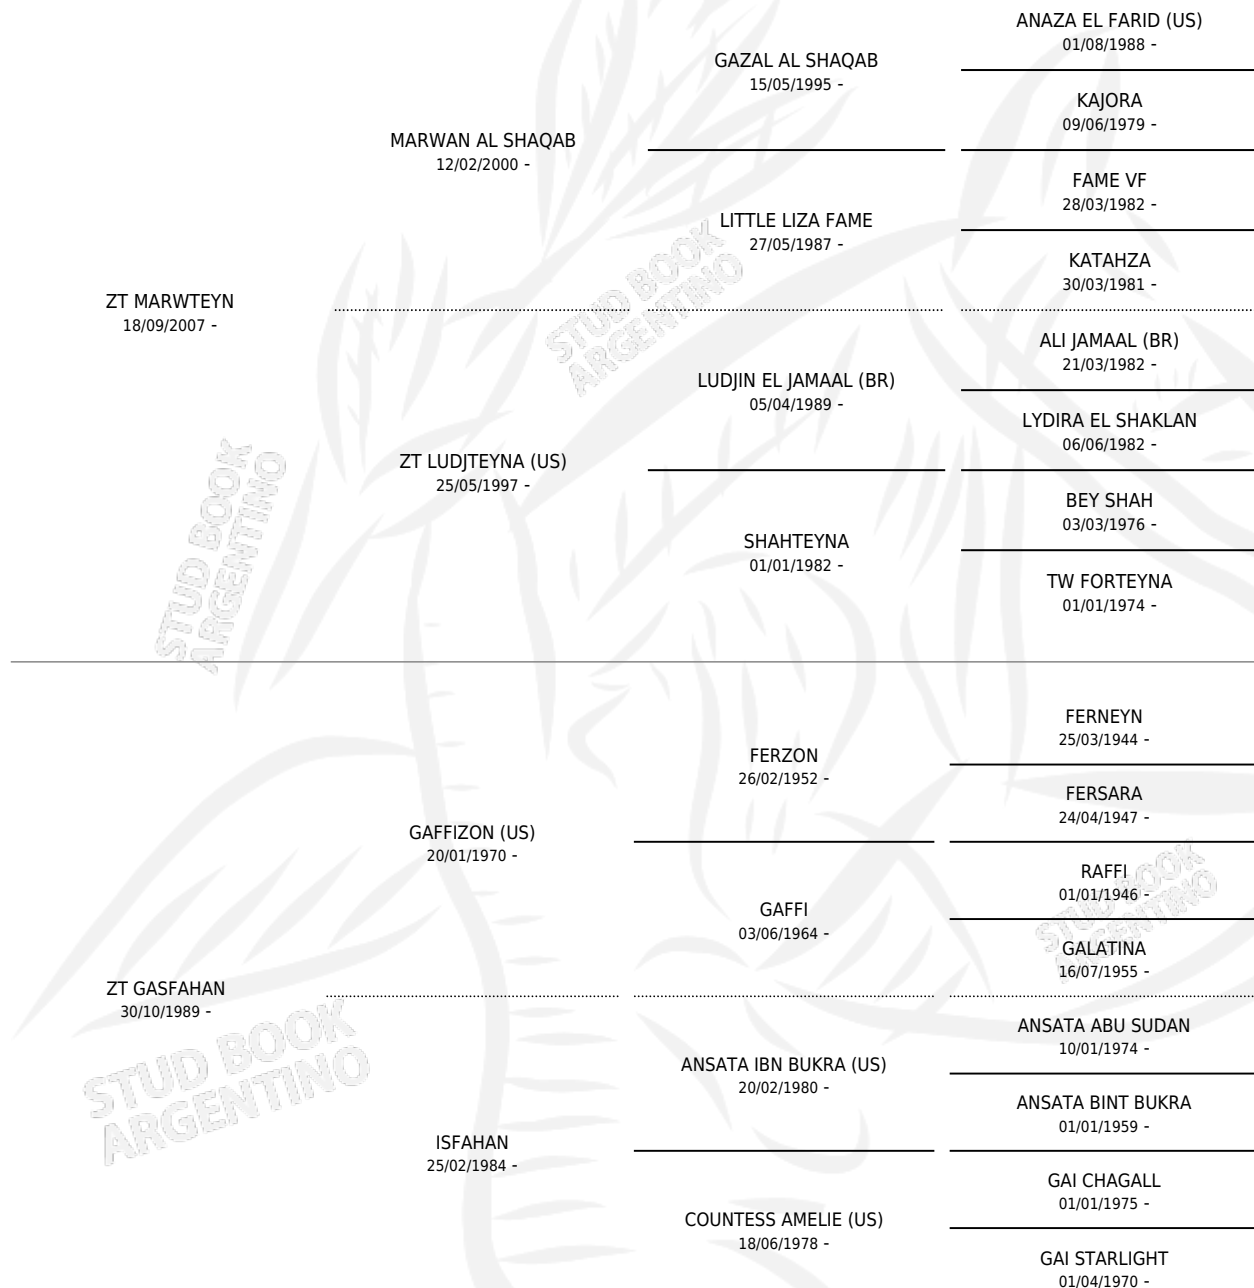 ANAZA EL FARID (US)
01/08/1988 -
GAZAL AL SHAQAB
15/05/1995 -
KAJORA
09/06/1979 -
MARWAN AL SHAQAB
12/02/2000 -
FAME VF
28/03/1982 -
LITTLE LIZA FAME
27/05/1987 -
KATAHZA
30/03/1981 -
ZT MARWTEYN
18/09/2007 -
ALI JAMAAL (BR)
21/03/1982 -
LUDJIN EL JAMAAL (BR)
05/04/1989 -
LYDIRA EL SHAKLAN
06/06/1982 -
ZT LUDJTEYNA (US)
25/05/1997 -
BEY SHAH
03/03/1976 -
SHAHTEYNA
01/01/1982 -
TW FORTEYNA
01/01/1974 -
FERNEYN
25/03/1944 -
FERZON
26/02/1952 -
FERSARA
24/04/1947 -
GAFFIZON (US)
20/01/1970 -
RAFFI
01/01/1946 -
GAFFI
03/06/1964 -
GALATINA
16/07/1955 -
ZT GASFAHAN
30/10/1989 -
ANSATA ABU SUDAN
10/01/1974 -
ANSATA IBN BUKRA (US)
20/02/1980 -
ANSATA BINT BUKRA
01/01/1959 -
ISFAHAN
25/02/1984 -
GAI CHAGALL
01/01/1975 -
COUNTESS AMELIE (US)
18/06/1978 -
GAI STARLIGHT
01/04/1970 -
STUD BOOK
ARGENTINO
STUD BOOK
ARGENTINO
STUD BOOK
ARGENTINO
STUD BOOK
ARGENTINO